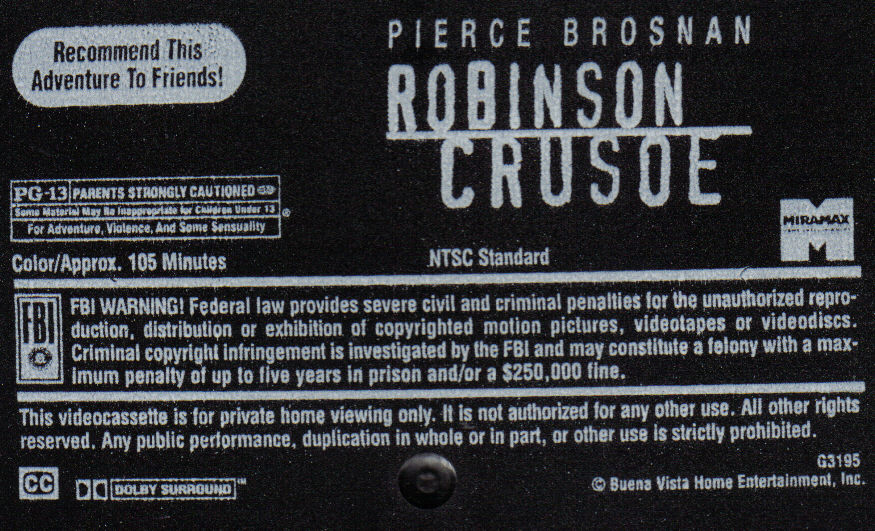 Recommend This
Adventure To Friends!
PIERCE BROSNAN
ROBINSON
CRUSOE
PG-13 PARENTS STRONGLY CAUTIONED
Some Material May Be Inappropriate for Children Under 13 ®
For Adventure, Violence, And Some Sensuality
MIRAMAX
Color/Approx. 105 Minutes
NTSC Standard
FBI
FBI WARNING! Federal law provides severe civil and criminal penalties for the unauthorized repro-
duction, distribution or exhibition of copyrighted motion pictures, videotapes or videodiscs.
Criminal copyright infringement is investigated by the FBI and may constitute a felony with a max-
imum penalty of up to five years in prison and/or a $250,000 fine.
This videocassette is for private home viewing only. It is not authorized for any other use. All other rights
reserved. Any public performance, duplication in whole or in part, or other use is strictly prohibited.
G3195
CC DOLBY SURROUND™
© Buena Vista Home Entertainment, Inc.